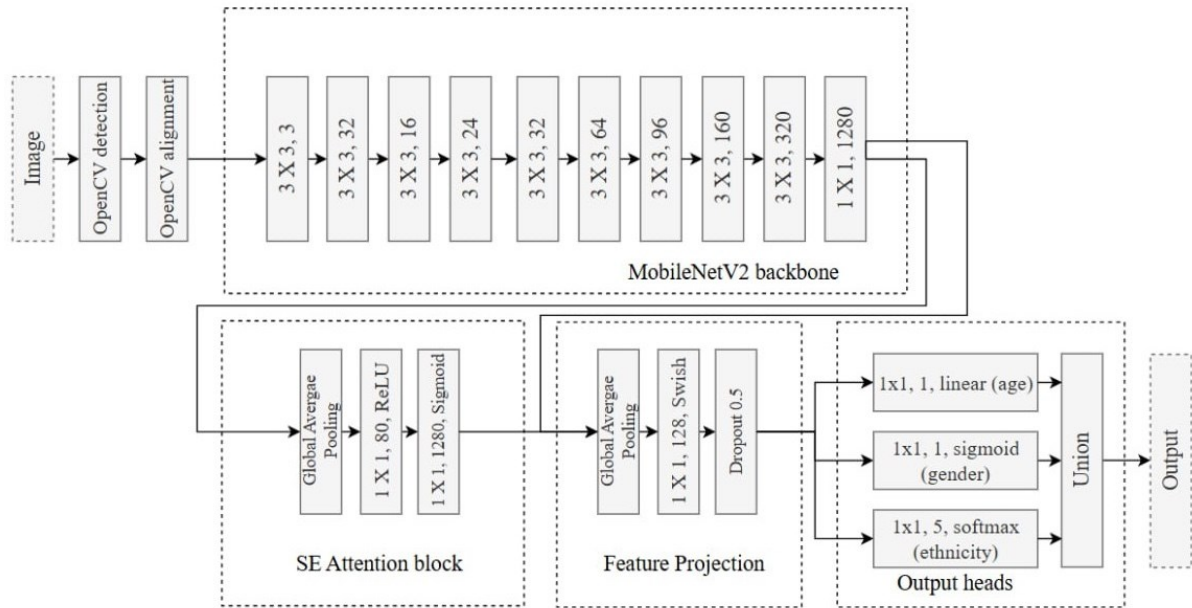 Image
OpenCV detection
OpenCV alignment
3 X 3, 3
3 X 3, 32
3 X 3, 16
3 X 3, 24
3 X 3, 32
3 X 3, 64
3 X 3, 96
3 X 3, 160
3 X 3, 320
1 X 1, 1280
MobileNetV2 backbone
Global Avergae
Pooling
1 X 1, 80, ReLU
1 X 1, 1280, Sigmoid
SE Attention block
Global Avergae
Pooling
1 X 1, 128, Swish
Dropout 0.5
Feature Projection
1x1, 1, linear (age)
1x1, 1, sigmoid
(gender)
1x1, 5, softmax
(ethnicity)
Union
Output heads
Output